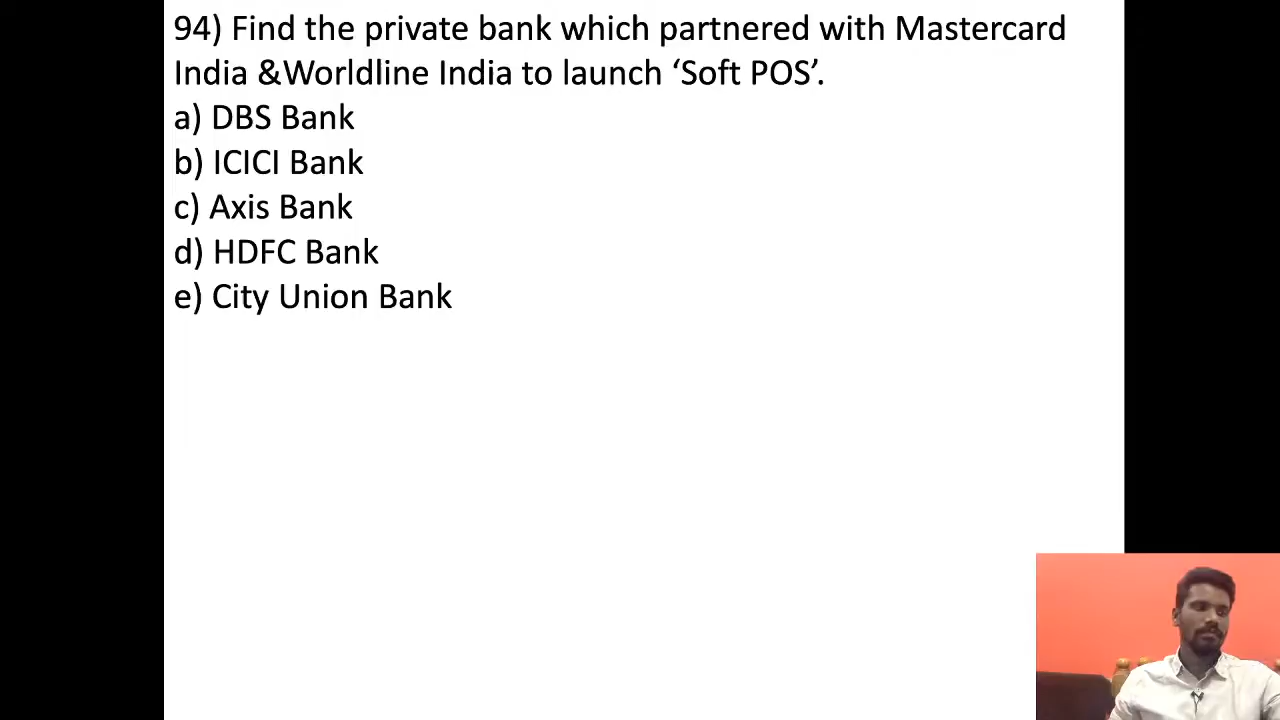 94) Find the private bank which partnered with Mastercard
India &Worldline India to launch ‘Soft POS’.
a) DBS Bank
b) ICICI Bank
c) Axis Bank
d) HDFC Bank
e) City Union Bank